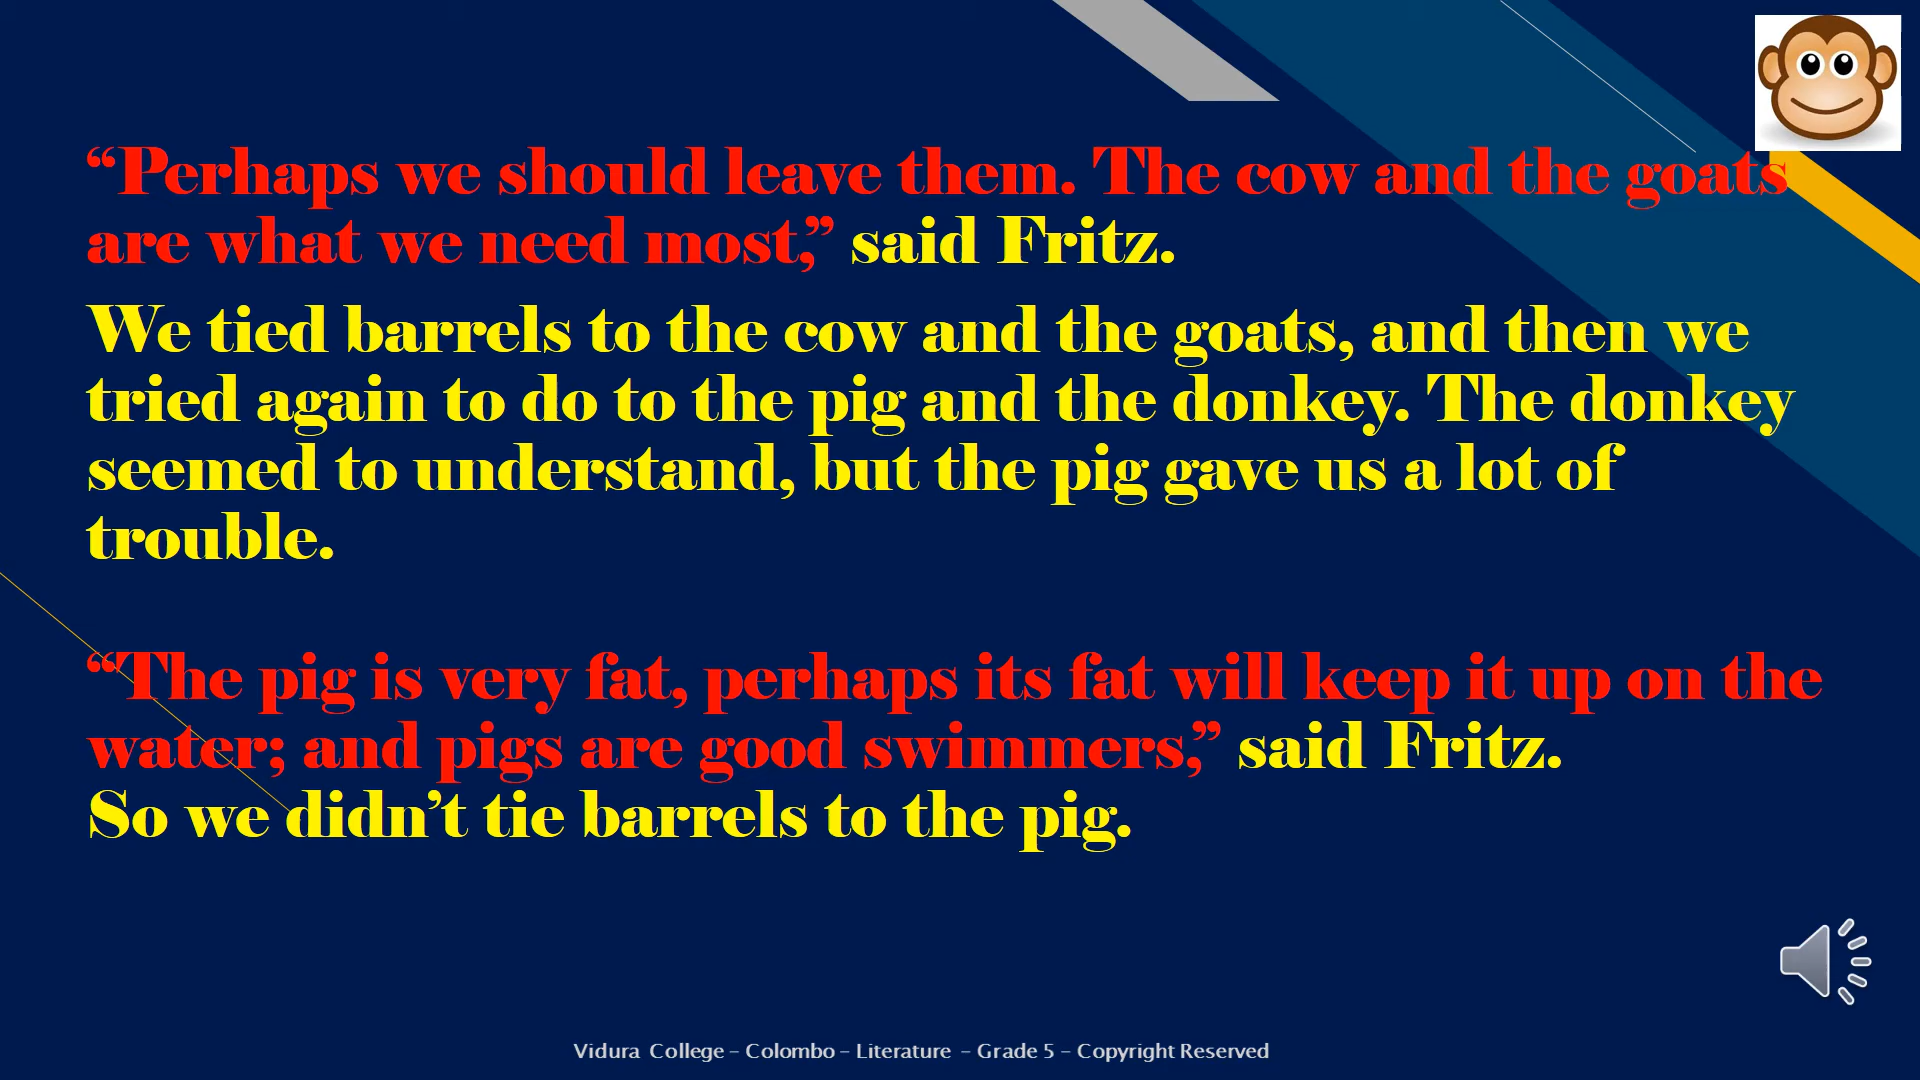 “Perhaps we should leave them. The cow and the goats
are what we need most,” said Fritz.
We tied barrels to the cow and the goats, and then we
tried again to do to the pig and the donkey. The donkey
seemed to understand, but the pig gave us a lot of
trouble.
“The pig is very fat, perhaps its fat will keep it up on the
water; and pigs are good swimmers,” said Fritz.
So we didn’t tie barrels to the pig.
Vidura College – Colombo – Literature – Grade 5 – Copyright Reserved